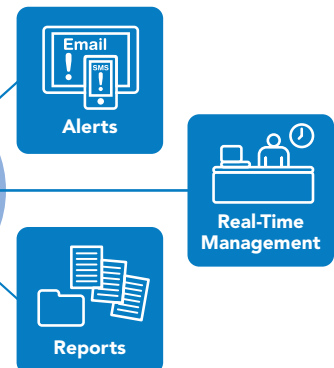 Email
SMS
Alerts
Real-Time
Management
Reports